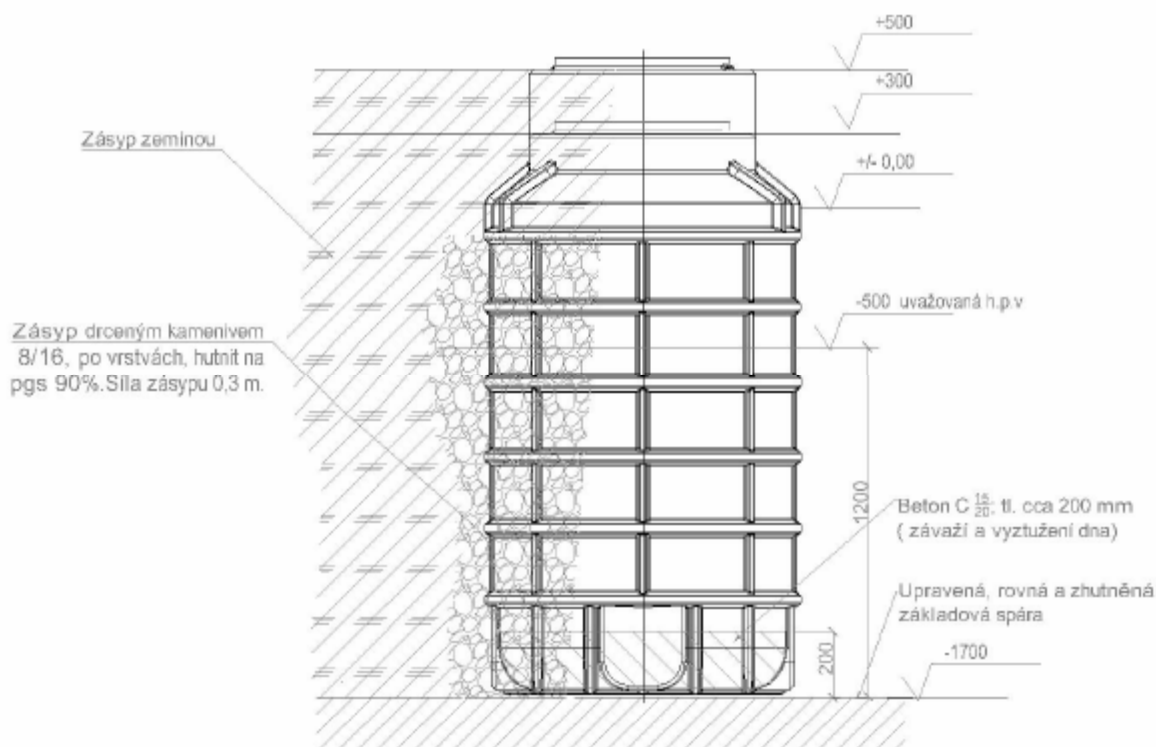 +500
+300
Zásyp zeminou
+/- 0,00
-500 uvažovaná h.p.v
Zásyp drceným kamenivem
8/16, po vrstvách, hutnit na
pgs 90%.Síla zásypu 0,3 m.
1200
Beton C 15/20. tl. cca 200 mm
( závaží a vyztužení dna)
Upravená, rovná a zhutněná
základová spára
200
-1700